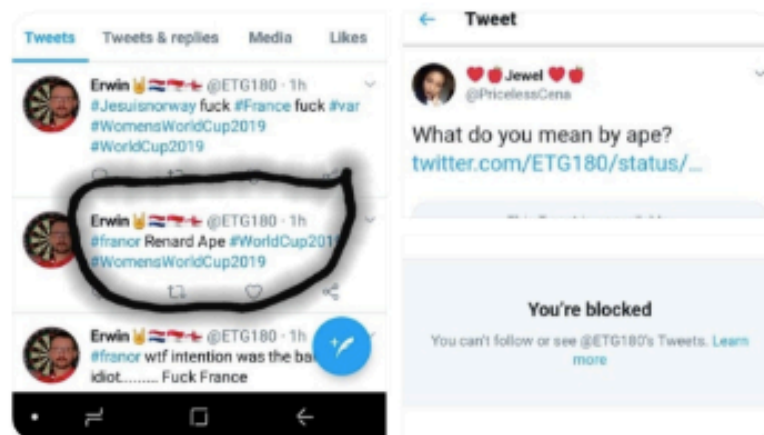 Tweets Tweets & replies Media Likes
Erwin @ETG180 · 1h
#Jesuisnorway fuck #France fuck #var
#WomensWorldCup2019
#WorldCup2019
Erwin @ETG180 · 1h
#franor Renard Ape #WorldCup2019
#WomensWorldCup2019
Erwin @ETG180 · 1h
#franor wtf intention was the
idiot......... Fuck France
Tweet
Jewel
@PricelessCena
What do you mean by ape?
twitter.com/ETG180/status/...
You're blocked
You can't follow or see @ETG180's Tweets. Learn
more